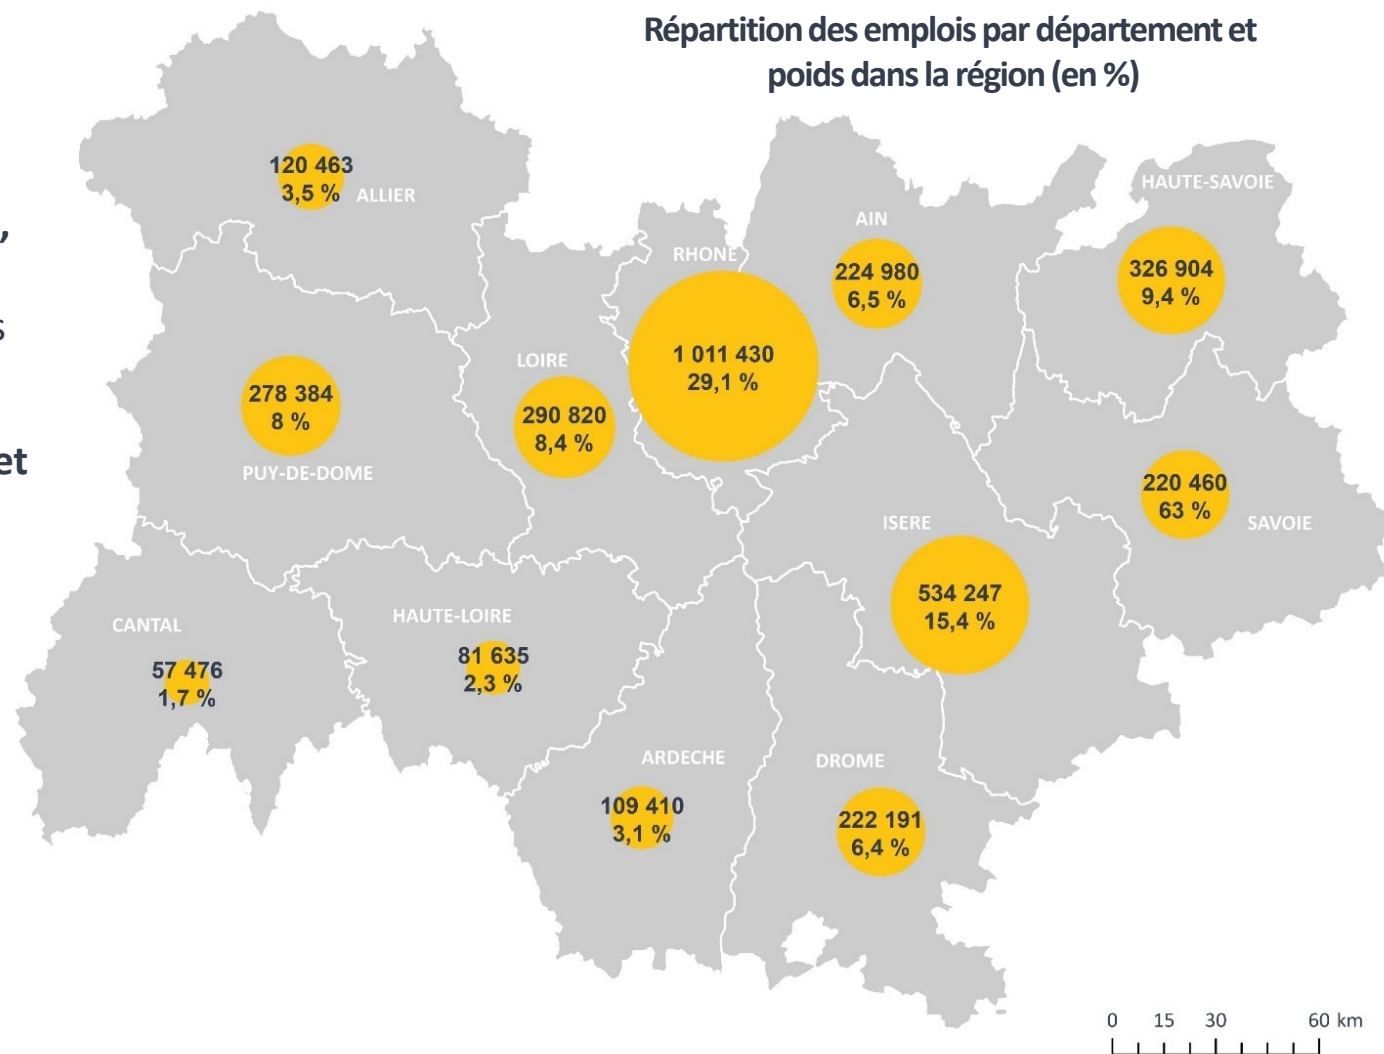 Répartition des emplois par département et
poids dans la région (en %)
,
s
et
120 463
3,5 %
ALLIER
HAUTE-SAVOIE
326 904
9,4 %
AIN
224 980
6,5 %
RHONE
1 011 430
29,1 %
LOIRE
290 820
8,4 %
278 384
8 %
PUY-DE-DOME
220 460
63 %
SAVOIE
ISERE
534 247
15,4 %
CANTAL
57 476
1,7 %
HAUTE-LOIRE
81 635
2,3 %
ARDECHE
109 410
3,1 %
DROME
222 191
6,4 %
0 15 30 60 km